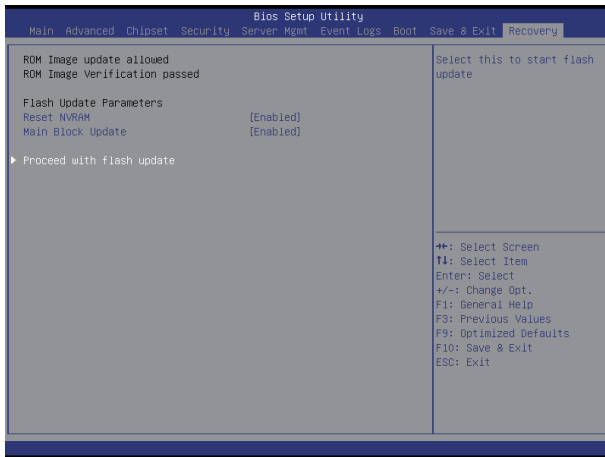 Bios Setup Utility
Main Advanced Chipset Security Server Mgmt Event Logs Boot Save & Exit Recovery
ROM Image update allowed
ROM Image Verification passed
Flash Update Parameters
Reset NVRAM [Enabled]
Main Block Update [Enabled]
Proceed with flash update
Select this to start flash
update
→←: Select Screen
↑↓: Select Item
Enter: Select
+/-: Change Opt.
F1: General Help
F3: Previous Values
F9: Optimized Defaults
F10: Save & Exit
ESC: Exit